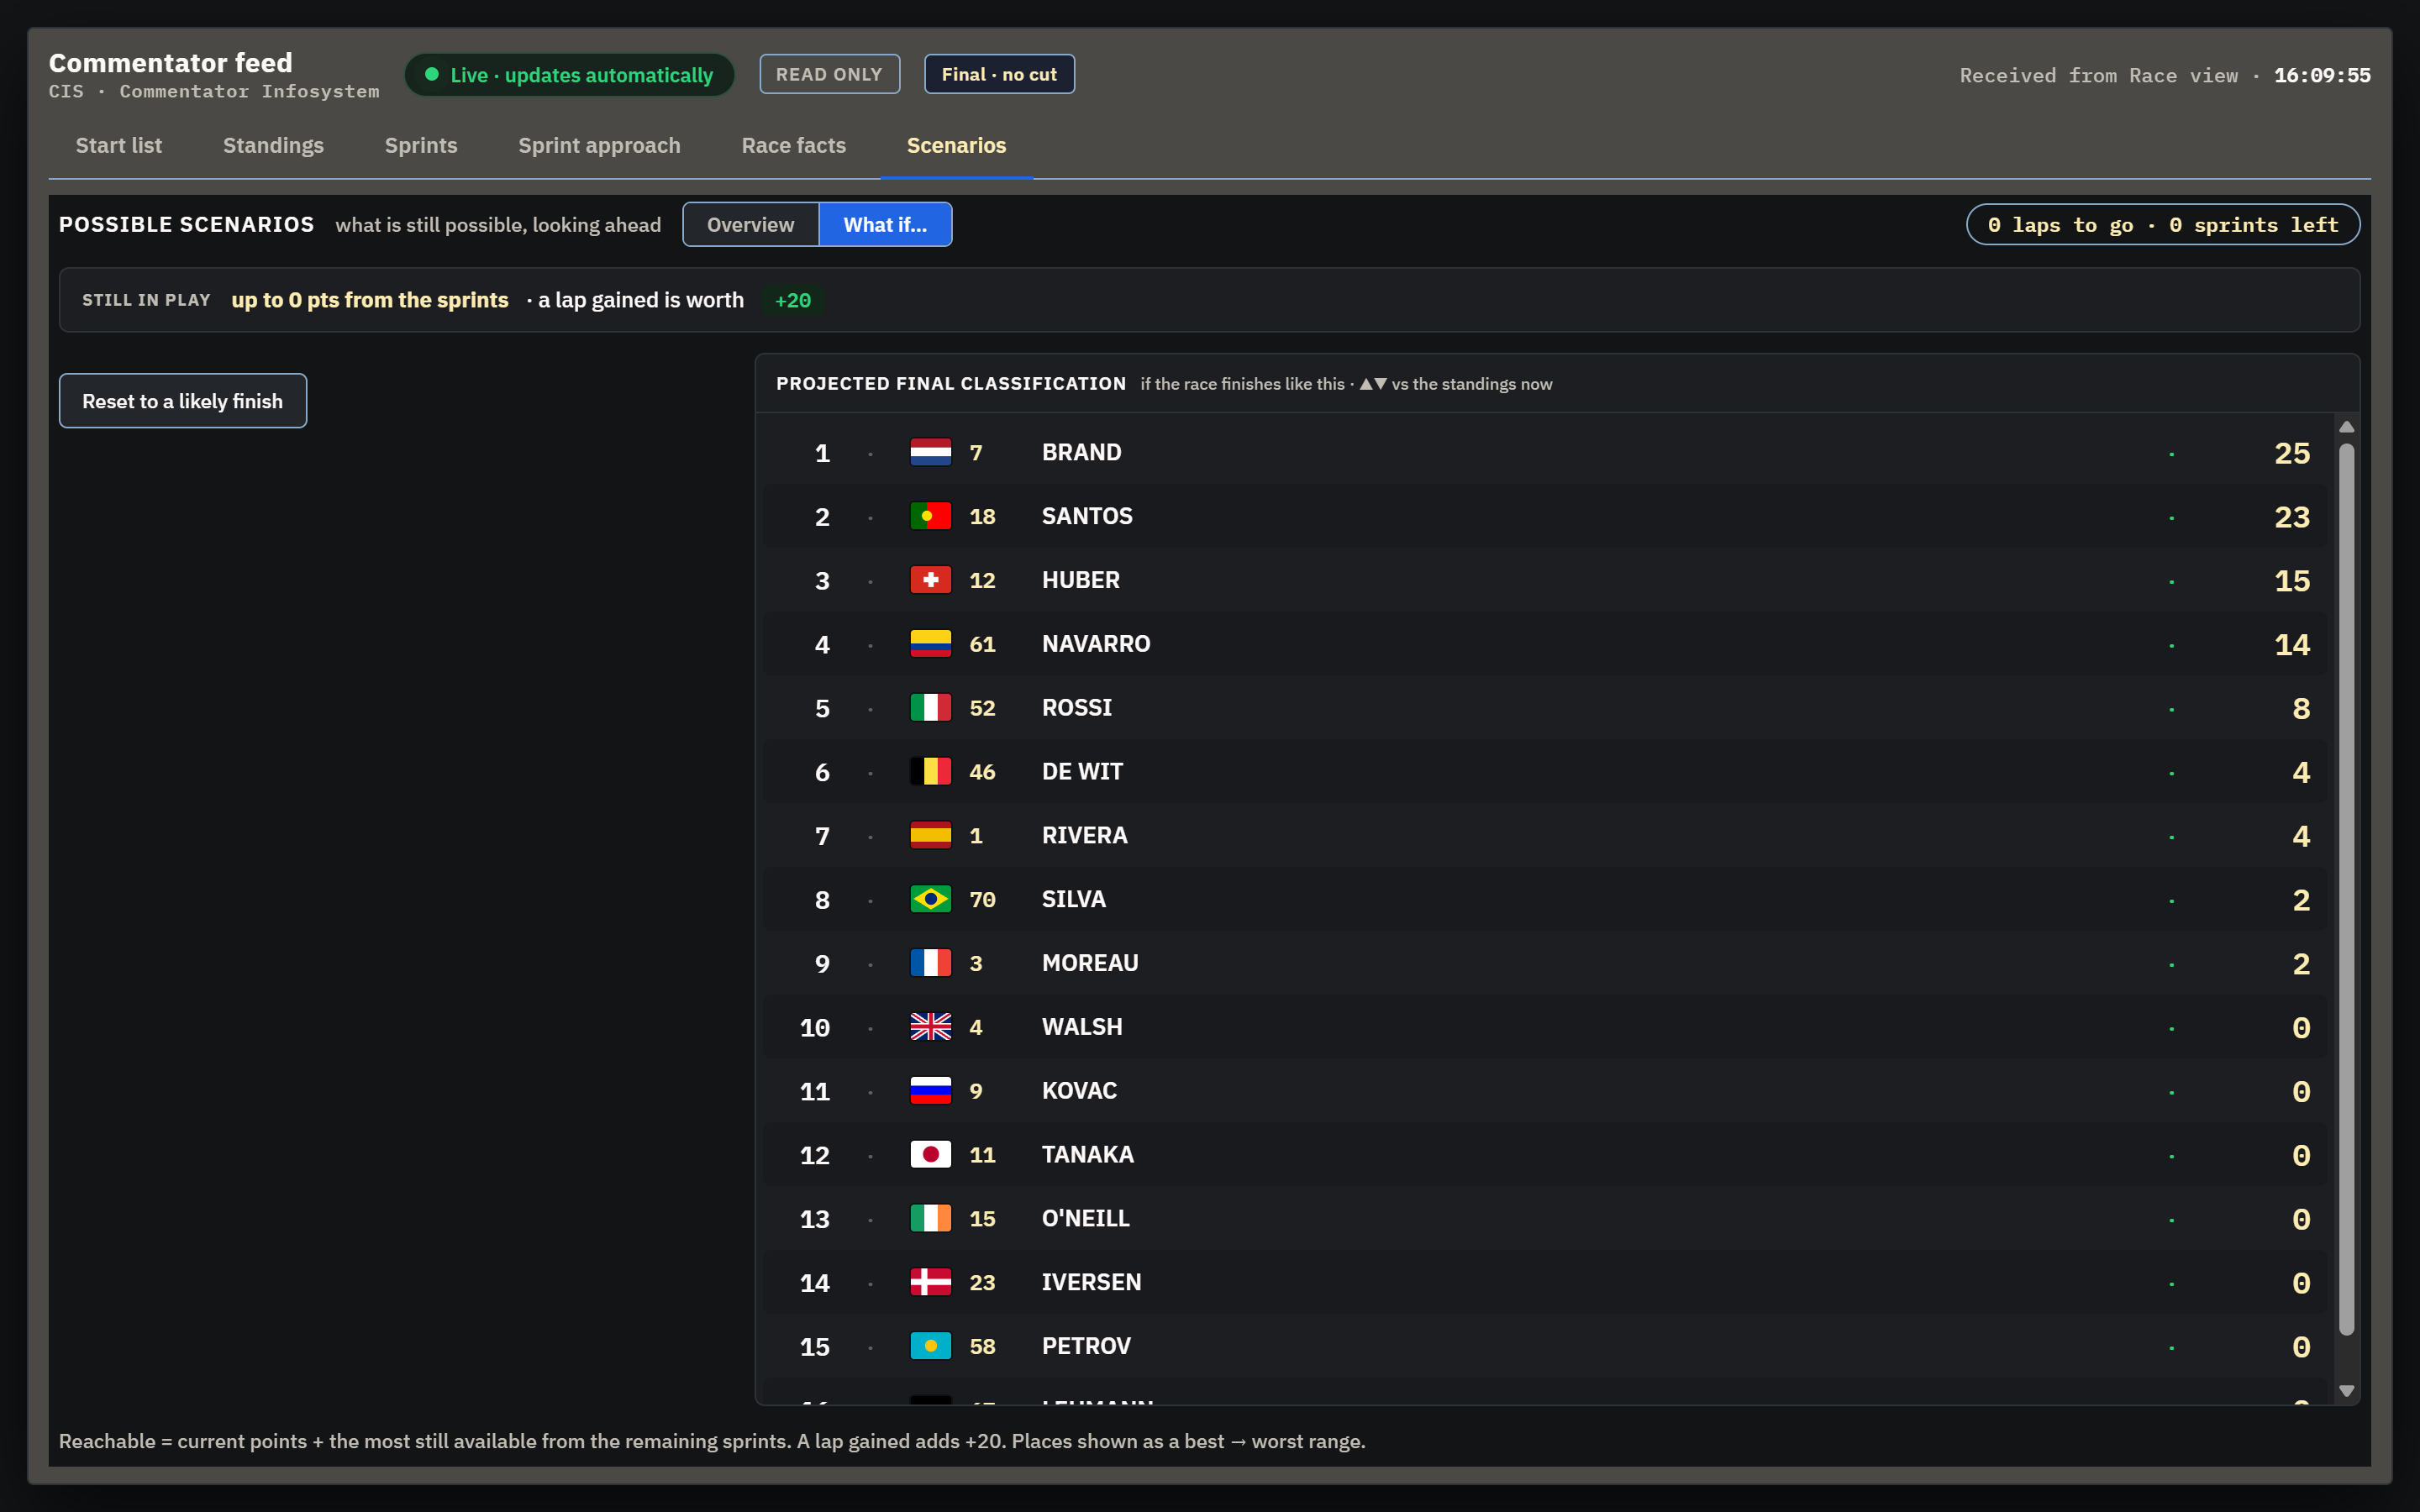 Commentator feed
CIS · Commentator Infosystem
Live · updates automatically
READ ONLY
Final · no cut
Received from Race view · 16:09:55
Start list Standings Sprints Sprint approach Race facts Scenarios
POSSIBLE SCENARIOS what is still possible, looking ahead Overview What if... 0 laps to go · 0 sprints left
STILL IN PLAY up to 0 pts from the sprints · a lap gained is worth +20
Reset to a likely finish
PROJECTED FINAL CLASSIFICATION if the race finishes like this · ▲▼ vs the standings now
1 · 7 BRAND · 25
2 · 18 SANTOS · 23
3 · 12 HUBER · 15
4 · 61 NAVARRO · 14
5 · 52 ROSSI · 8
6 · 46 DE WIT · 4
7 · 1 RIVERA · 4
8 · 70 SILVA · 2
9 · 3 MOREAU · 2
10 · 4 WALSH · 0
11 · 9 KOVAC · 0
12 · 11 TANAKA · 0
13 · 15 O'NEILL · 0
14 · 23 IVERSEN · 0
15 · 58 PETROV · 0
Reachable = current points + the most still available from the remaining sprints. A lap gained adds +20. Places shown as a best → worst range.